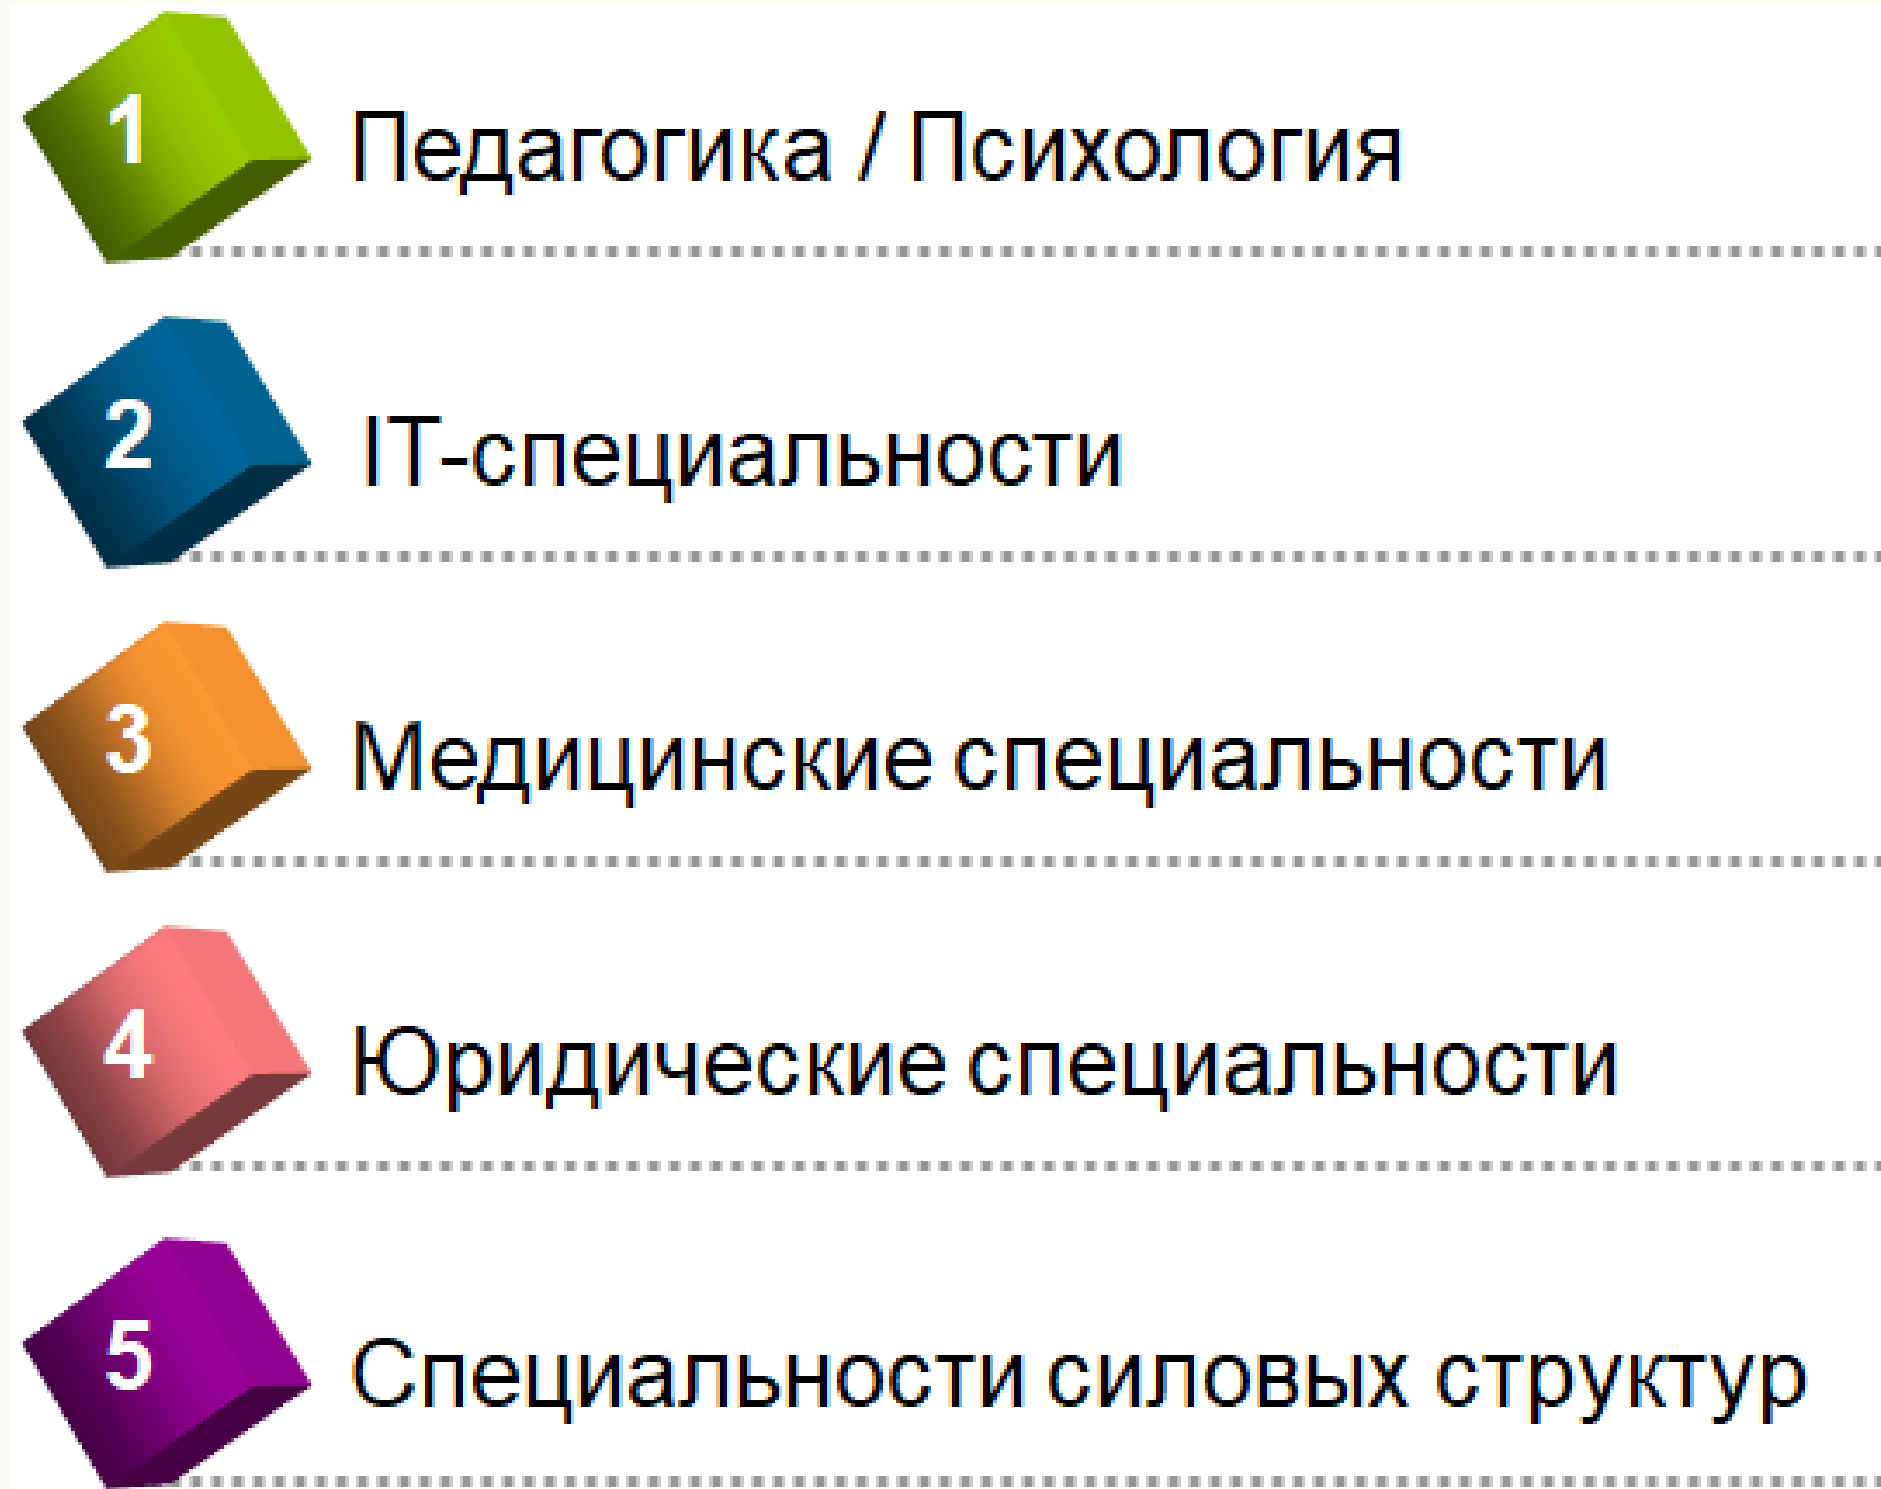 1 Педагогика / Психология
2 IT-специальности
3 Медицинские специальности
4 Юридические специальности
5 Специальности силовых структур